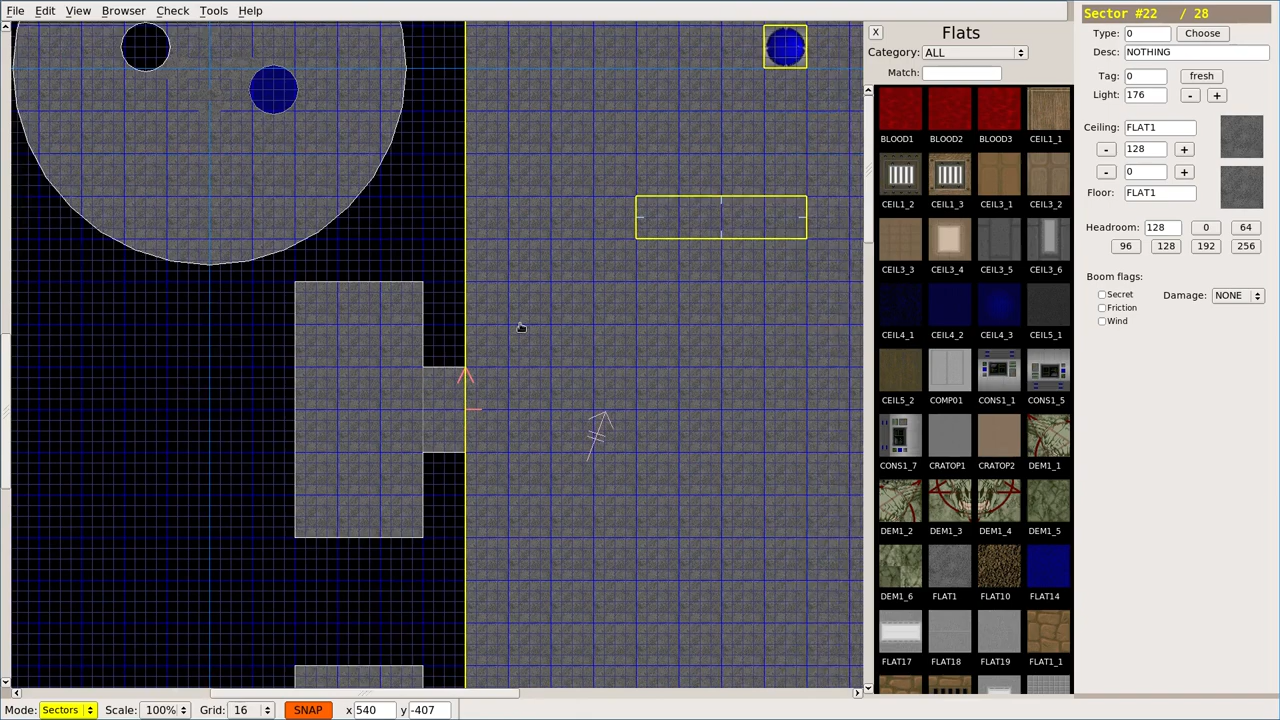 File Edit View Browser Check Tools Help
X Flats
Category: ALL
Match:
BLOOD1 BLOOD2 BLOOD3 CEIL1_1
CEIL1_2 CEIL1_3 CEIL3_1 CEIL3_2
CEIL3_3 CEIL3_4 CEIL3_5 CEIL3_6
CEIL4_1 CEIL4_2 CEIL4_3 CEIL5_1
CEIL5_2 COMP01 CONS1_1 CONS1_5
CONS1_7 CRATOP1 CRATOP2 DEM1_1
DEM1_2 DEM1_3 DEM1_4 DEM1_5
DEM1_6 FLAT1 FLAT10 FLAT14
FLAT17 FLAT18 FLAT19 FLAT1_1
Sector #22 / 28
Type: 0 Choose
Desc: NOTHING
Tag: 0 fresh
Light: 176 - +
Ceiling: FLAT1
- 128 +
- 0 +
Floor: FLAT1
Headroom: 128 0 64
96 128 192 256
Boom flags:
Secret Damage: NONE
Friction
Wind
Mode: Sectors Scale: 100% Grid: 16 SNAP x 540 y -407